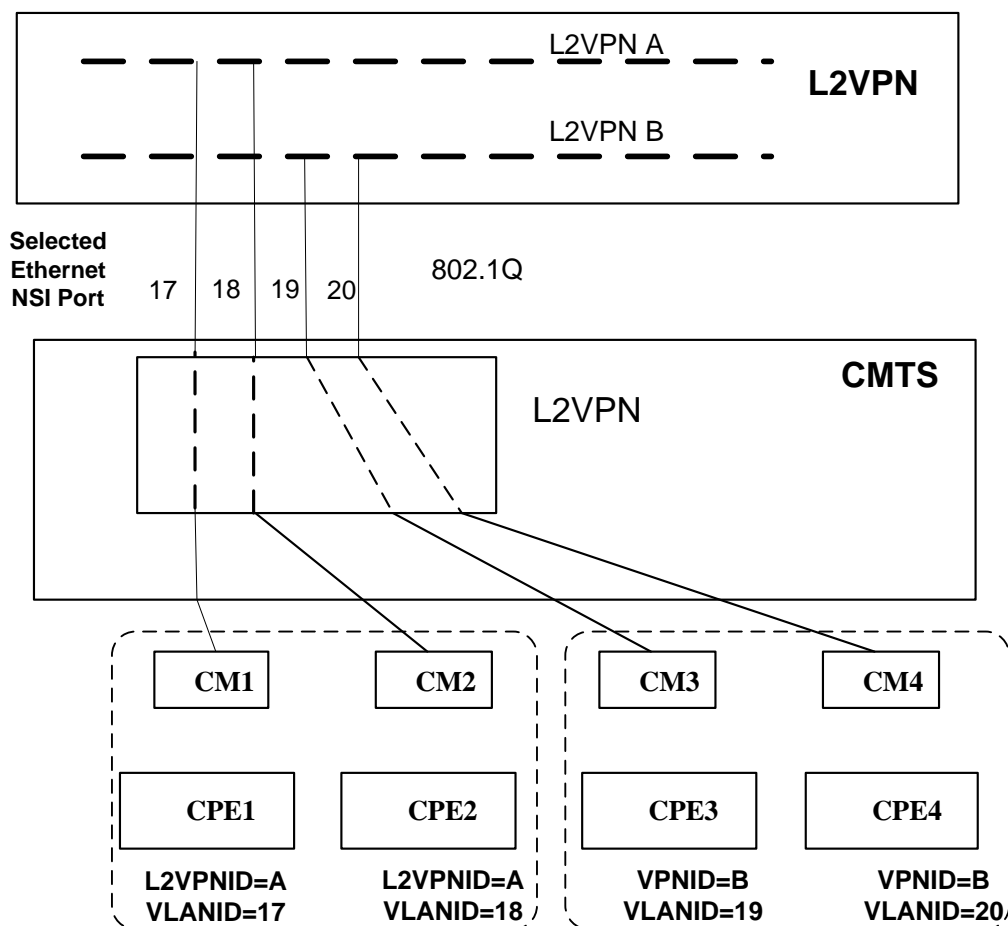 L2VPN A
L2VPN
L2VPN B
Selected
Ethernet
NSI Port
17 18 19 20
802.1Q
CMTS
L2VPN
CM1 CM2 CM3 CM4
CPE1 CPE2 CPE3 CPE4
L2VPNID=A L2VPNID=A VPNID=B VPNID=B
VLANID=17 VLANID=18 VLANID=19 VLANID=20